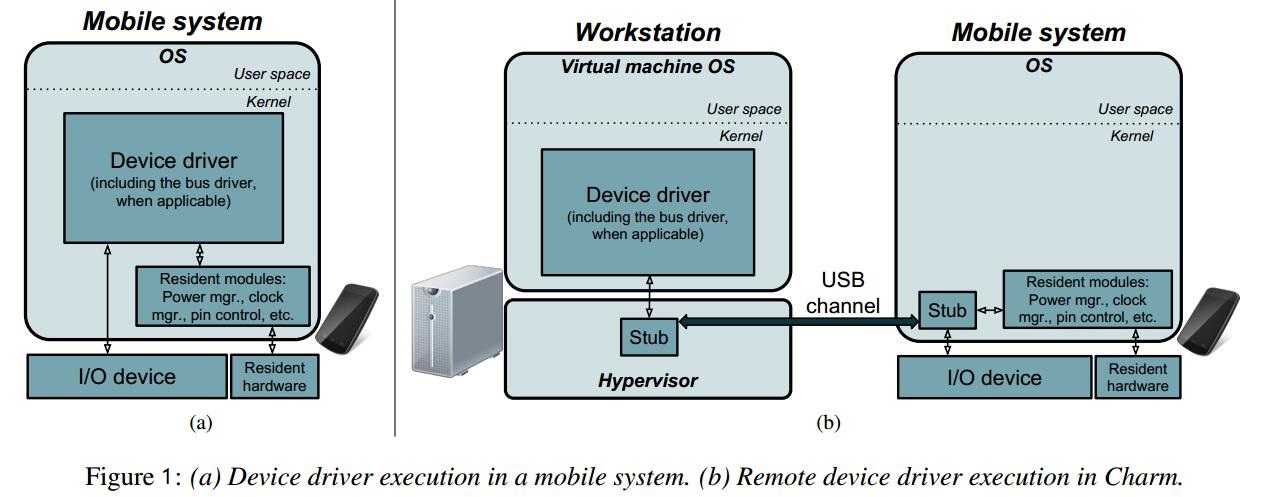 Mobile system
OS
User space
Kernel
Device driver
(including the bus driver,
when applicable)
Resident modules:
Power mgr., clock
mgr., pin control, etc.
I/O device
Resident
hardware
(a)
Workstation
Virtual machine OS
User space
Kernel
Device driver
(including the bus driver,
when applicable)
Stub
Hypervisor
USB
channel
Mobile system
OS
User space
Kernel
Stub
Resident modules:
Power mgr., clock
mgr., pin control, etc.
I/O device
Resident
hardware
(b)
Figure 1: (a) Device driver execution in a mobile system. (b) Remote device driver execution in Charm.